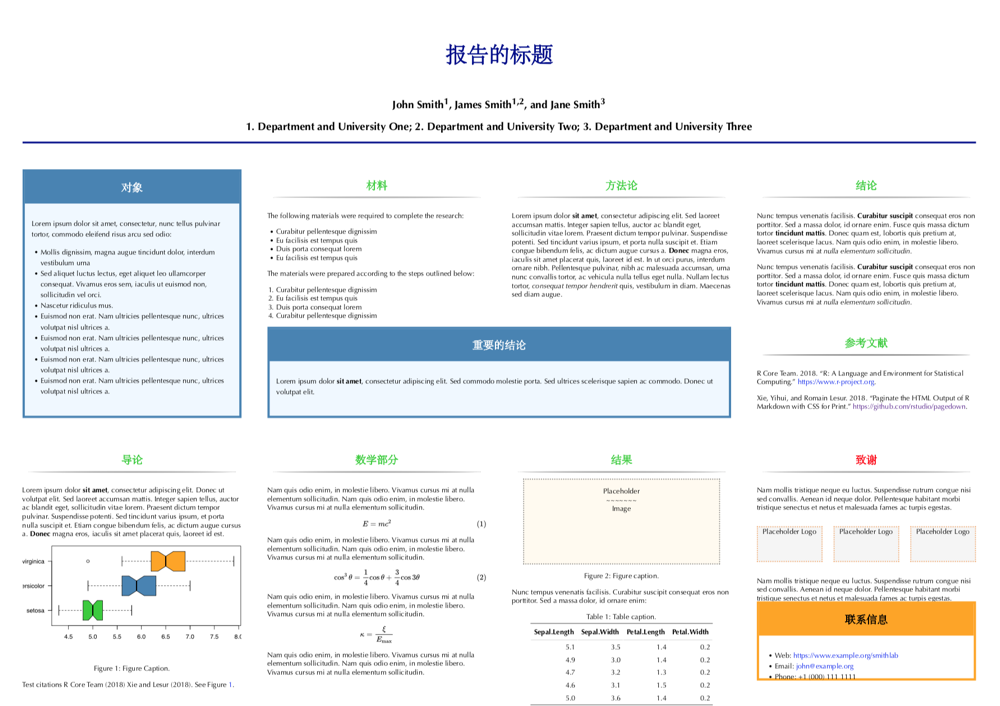 报告的标题
John Smith1, James Smith1,2, and Jane Smith3
1. Department and University One; 2. Department and University Two; 3. Department and University Three
对象
Lorem ipsum dolor sit amet, consectetur, nunc tellus pulvinar
tortor, commodo eleifend risus arcu sed odio:
• Mollis dignissim, magna augue tincidunt dolor, interdum
vestibulum urna
• Sed aliquet luctus lectus, eget aliquet leo ullamcorper
consequat. Vivamus eros sem, iaculis ut euismod non,
sollicitudin vel orci.
• Nascetur ridiculus mus.
• Euismod non erat. Nam ultricies pellentesque nunc, ultrices
volutpat nisl ultrices a.
• Euismod non erat. Nam ultricies pellentesque nunc, ultrices
volutpat nisl ultrices a.
• Euismod non erat. Nam ultricies pellentesque nunc, ultrices
volutpat nisl ultrices a.
• Euismod non erat. Nam ultricies pellentesque nunc, ultrices
volutpat nisl ultrices a.
材料
The following materials were required to complete the research:
• Curabitur pellentesque dignissim
• Eu facilisis est tempus quis
• Duis porta consequat lorem
• Eu facilisis est tempus quis
The materials were prepared according to the steps outlined below:
1. Curabitur pellentesque dignissim
2. Eu facilisis est tempus quis
3. Duis porta consequat lorem
4. Curabitur pellentesque dignissim
方法论
Lorem ipsum dolor sit amet, consectetur adipiscing elit. Sed laoreet
accumsan mattis. Integer sapien tellus, auctor ac blandit eget,
sollicitudin vitae lorem. Praesent dictum tempor pulvinar. Suspendisse
potenti. Sed tincidunt varius ipsum, et porta nulla suscipit et. Etiam
congue bibendum felis, ac dictum augue cursus a. Donec magna eros,
iaculis sit amet placerat quis, laoreet id est. In ut orci purus, interdum
ornare nibh. Pellentesque pulvinar, nibh ac malesuada accumsan, urna
nunc convallis tortor, ac vehicula nulla tellus eget nulla. Nullam lectus
tortor, consequat tempor hendrerit quis, vestibulum in diam. Maecenas
sed diam augue.
重要的结论
Lorem ipsum dolor sit amet, consectetur adipiscing elit. Sed commodo molestie porta. Sed ultrices scelerisque sapien ac commodo. Donec ut
volutpat elit.
结论
Nunc tempus venenatis facilisis. Curabitur suscipit consequat eros non
porttitor. Sed a massa dolor, id ornare enim. Fusce quis massa dictum
tortor tincidunt mattis. Donec quam est, lobortis quis pretium at,
laoreet scelerisque lacus. Nam quis odio enim, in molestie libero.
Vivamus cursus mi at nulla elementum sollicitudin.
Nunc tempus venenatis facilisis. Curabitur suscipit consequat eros non
porttitor. Sed a massa dolor, id ornare enim. Fusce quis massa dictum
tortor tincidunt mattis. Donec quam est, lobortis quis pretium at,
laoreet scelerisque lacus. Nam quis odio enim, in molestie libero.
Vivamus cursus mi at nulla elementum sollicitudin.
参考文献
R Core Team. 2018. “R: A Language and Environment for Statistical
Computing.” https://www.r-project.org.
Xie, Yihui, and Romain Lesur. 2018. “Paginate the HTML Output of R
Markdown with CSS for Print.” https://github.com/rstudio/pagedown.
导论
Lorem ipsum dolor sit amet, consectetur adipiscing elit. Donec ut
volutpat elit. Sed laoreet accumsan mattis. Integer sapien tellus, auctor
ac blandit eget, sollicitudin vitae lorem. Praesent dictum tempor
pulvinar. Suspendisse potenti. Sed tincidunt varius ipsum, et porta
nulla suscipit et. Etiam congue bibendum felis, ac dictum augue cursus
a. Donec magna eros, iaculis sit amet placerat quis, laoreet id est.
virginica
ersicolor
setosa
4.5 5.0 5.5 6.0 6.5 7.0 7.5 8.0
Figure 1: Figure Caption.
Test citations R Core Team (2018) Xie and Lesur (2018). See Figure 1.
数学部分
Nam quis odio enim, in molestie libero. Vivamus cursus mi at nulla
elementum sollicitudin. Nam quis odio enim, in molestie libero.
Vivamus cursus mi at nulla elementum sollicitudin.
E = mc² (1)
Nam quis odio enim, in molestie libero. Vivamus cursus mi at nulla
elementum sollicitudin. Nam quis odio enim, in molestie libero.
Vivamus cursus mi at nulla elementum sollicitudin.
cos³ θ = 1/4 cos θ + 3/4 cos 3θ (2)
Nam quis odio enim, in molestie libero. Vivamus cursus mi at nulla
elementum sollicitudin. Nam quis odio enim, in molestie libero.
Vivamus cursus mi at nulla elementum sollicitudin.
κ = ξ/Emax
Nam quis odio enim, in molestie libero. Vivamus cursus mi at nulla
elementum sollicitudin. Nam quis odio enim, in molestie libero.
Vivamus cursus mi at nulla elementum sollicitudin.
结果
Placeholder
~~~~~~~
Image
Figure 2: Figure caption.
Nunc tempus venenatis facilisis. Curabitur suscipit consequat eros non
porttitor. Sed a massa dolor, id ornare enim:
Table 1: Table caption.
Sepal.Length Sepal.Width Petal.Length Petal.Width
5.1 3.5 1.4 0.2
4.9 3.0 1.4 0.2
4.7 3.2 1.3 0.2
4.6 3.1 1.5 0.2
5.0 3.6 1.4 0.2
致谢
Nam mollis tristique neque eu luctus. Suspendisse rutrum congue nisi
sed convallis. Aenean id neque dolor. Pellentesque habitant morbi
tristique senectus et netus et malesuada fames ac turpis egestas.
Placeholder Logo
Placeholder Logo
Placeholder Logo
Nam mollis tristique neque eu luctus. Suspendisse rutrum congue nisi
sed convallis. Aenean id neque dolor. Pellentesque habitant morbi
tristique senectus et netus et malesuada fames ac turpis egestas.
联系信息
• Web: https://www.example.org/smithlab
• Email: john@example.org
• Phone: +1 (000) 111 1111